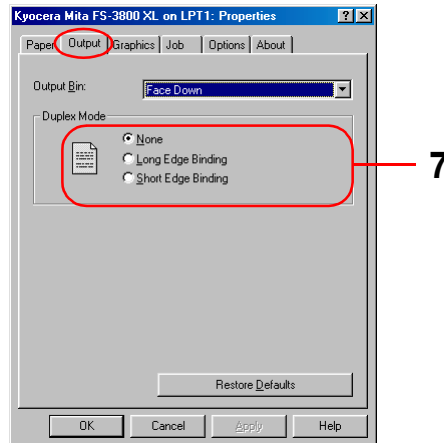 Kyocera Mita FS-3800 XL on LPT1: Properties ? X
Paper Output Graphics Job Options About
Output Bin: Face Down
Duplex Mode
None
Long Edge Binding
Short Edge Binding
7
Restore Defaults
OK Cancel Apply Help